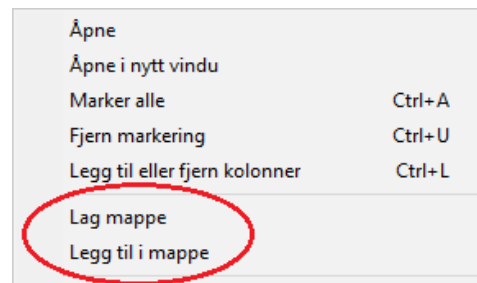 Åpne
Åpne i nytt vindu
Marker alle Ctrl+A
Fjern markering Ctrl+U
Legg til eller fjern kolonner Ctrl+L
Lag mappe
Legg til i mappe